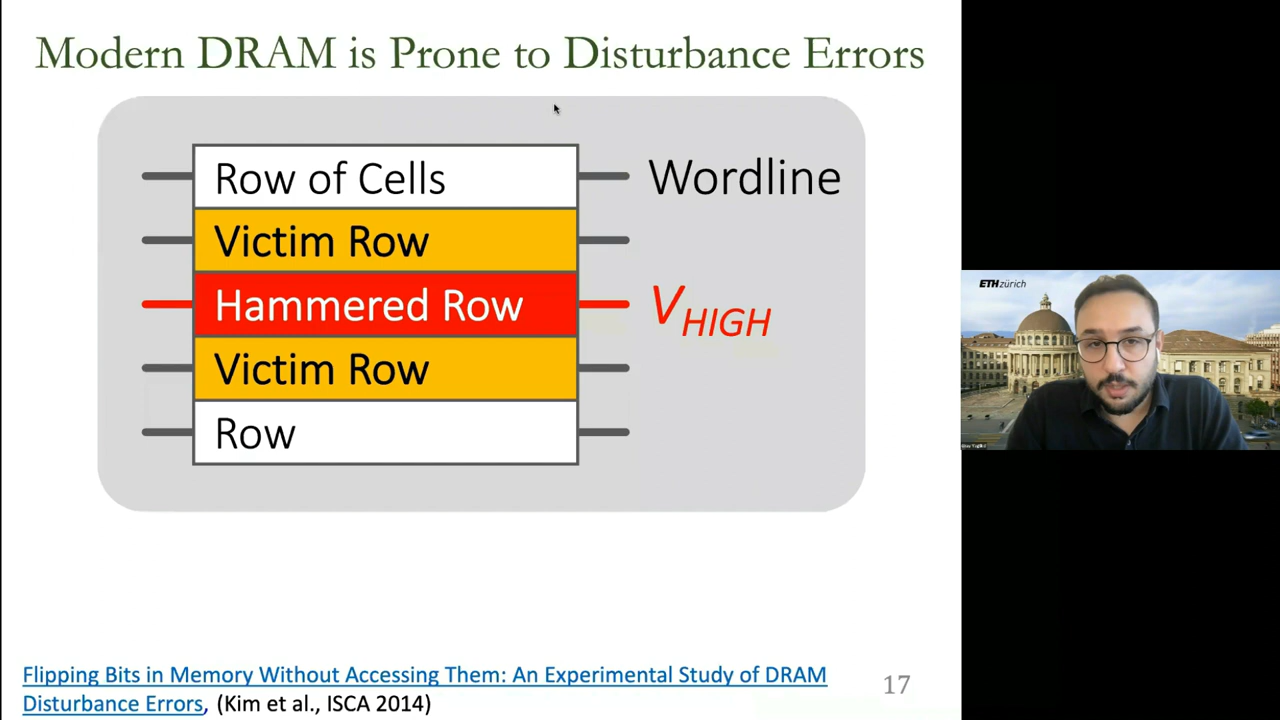 Modern DRAM is Prone to Disturbance Errors
Row of Cells
Wordline
Victim Row
Hammered Row
VHIGH
Victim Row
Row
ETHzürich
Flipping Bits in Memory Without Accessing Them: An Experimental Study of DRAM
Disturbance Errors, (Kim et al., ISCA 2014)
17